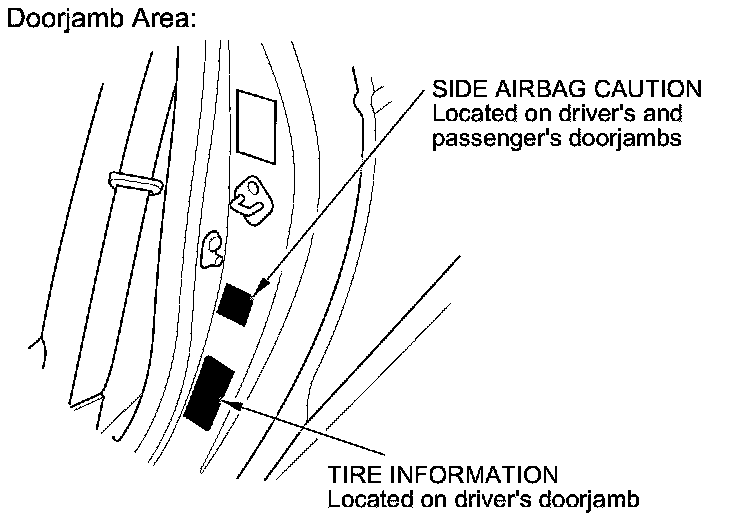 Doorjamb Area:
SIDE AIRBAG CAUTION
Located on driver's and
passenger's doorjambs
TIRE INFORMATION
Located on driver's doorjamb